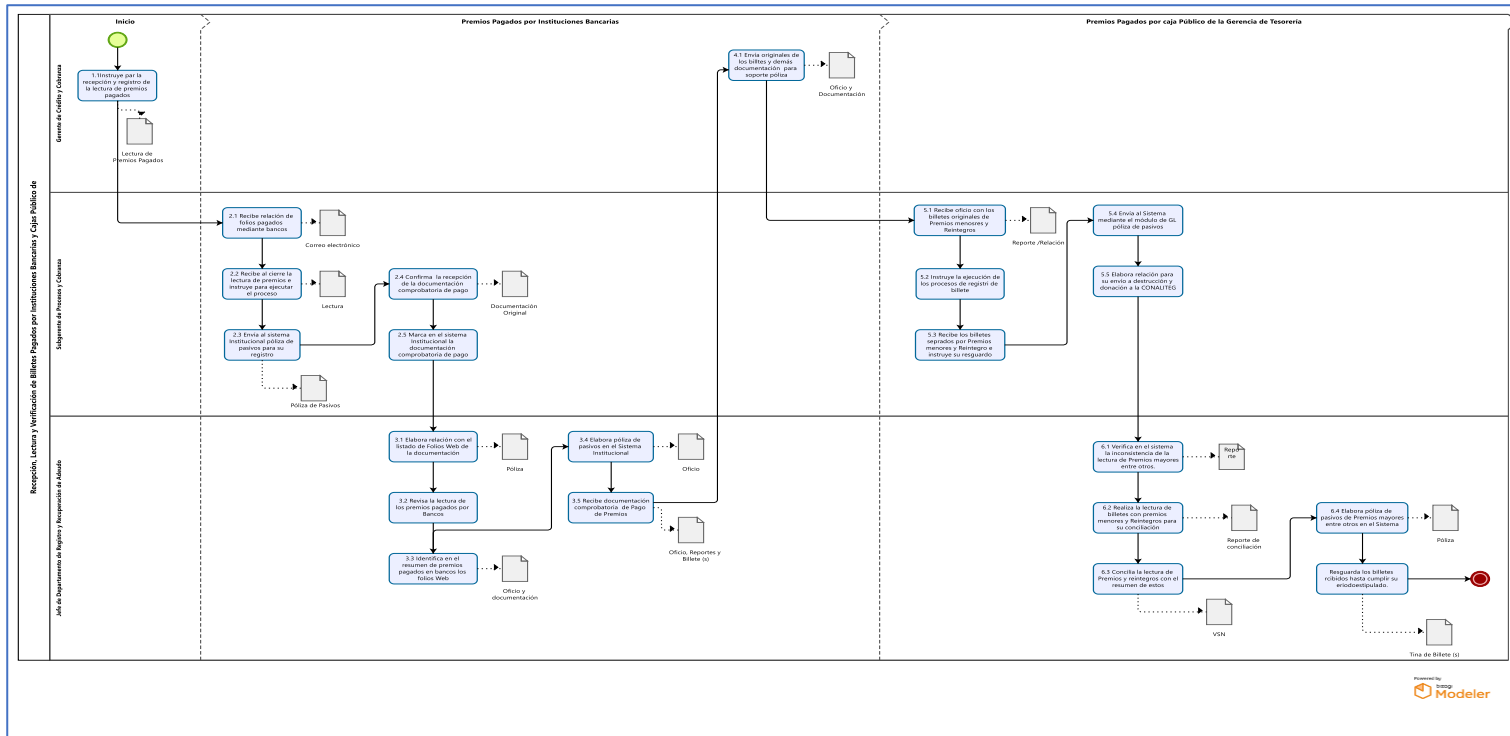 Recepción, Lectura y Verificación de Billetes Pagados por Instituciones Bancarias y Cajas Público de
Inicio
Premios Pagados por Instituciones Bancarias
Premios Pagados por caja Público de la Gerencia de Tesorería
Gerente de Crédito y Cobranza
1.1Instruye par la
recepción y registro de
la lectura de premios
pagados
Lectura de
Premios Pagados
4.1 Envía originales de
los billtes y demás
documentación para
soporte póliza
Oficio y
Documentación
Subgerente de Procesos y Cobranza
2.1 Recibe relación de
folios pagados
mediante bancos
Correo electrónico
2.2 Recibe al cierre la
lectura de premios e
instruye para ejecutar
el proceso
Lectura
2.3 Envía al sistema
Institucional póliza de
pasivos para su
registro
Póliza de Pasivos
2.4 Confirma la recepción
de la documentación
comprobatoria de pago
Documentación
Original
2.5 Marca en el sistema
Institucional la
documentación
comprobatoria de pago
5.1 Recibe oficio con los
billetes originales de
Premios menosres y
Reintegros
Reporte /Relación
5.2 Instruye la ejecución de
los procesos de registri de
billete
5.3 Recibe los billetes
seprados por Premios
menores y Reintegro e
instruye su resguardo
5.4 Envía al Sistema
mediante el módulo de GL
póliza de pasivos
5.5 Elabora relación para
su envío a destrucción y
donación a la CONALITEG
Jefe de Departamento de Registro y Recuperación de Adeudo
3.1 Elabora relación con el
listado de Folios Web de
la documentación
Póliza
3.2 Revisa la lectura de
los premios pagados por
Bancos
3.3 Identifica en el
resumen de premios
pagados en bancos los
folios Web
Oficio y
documentación
3.4 Elabora póliza de
pasivos en el Sistema
Institucional
Oficio
3.5 Recibe documentación
comprobatoria de Pago
de Premios
Oficio, Reportes y
Billete (s)
6.1 Verifica en el sistema
la inconsistencia de la
lectura de Premios mayores
entre otros.
Repo
rte
6.2 Realiza la lectura de
billetes con premios
menores y Reintegros para
su conciliación
Reporte de
conciliación
6.3 Concilia la lectura de
Premios y reintegros con el
resumen de estos
VSN
6.4 Elabora póliza de
pasivos de Premios mayores
entre otros en el Sistema
Póliza
Resguarda los billetes
rcibidos hasta cumplir su
eriodoestipulado.
Tina de Billete (s)
Powered by
bizagi
Modeler